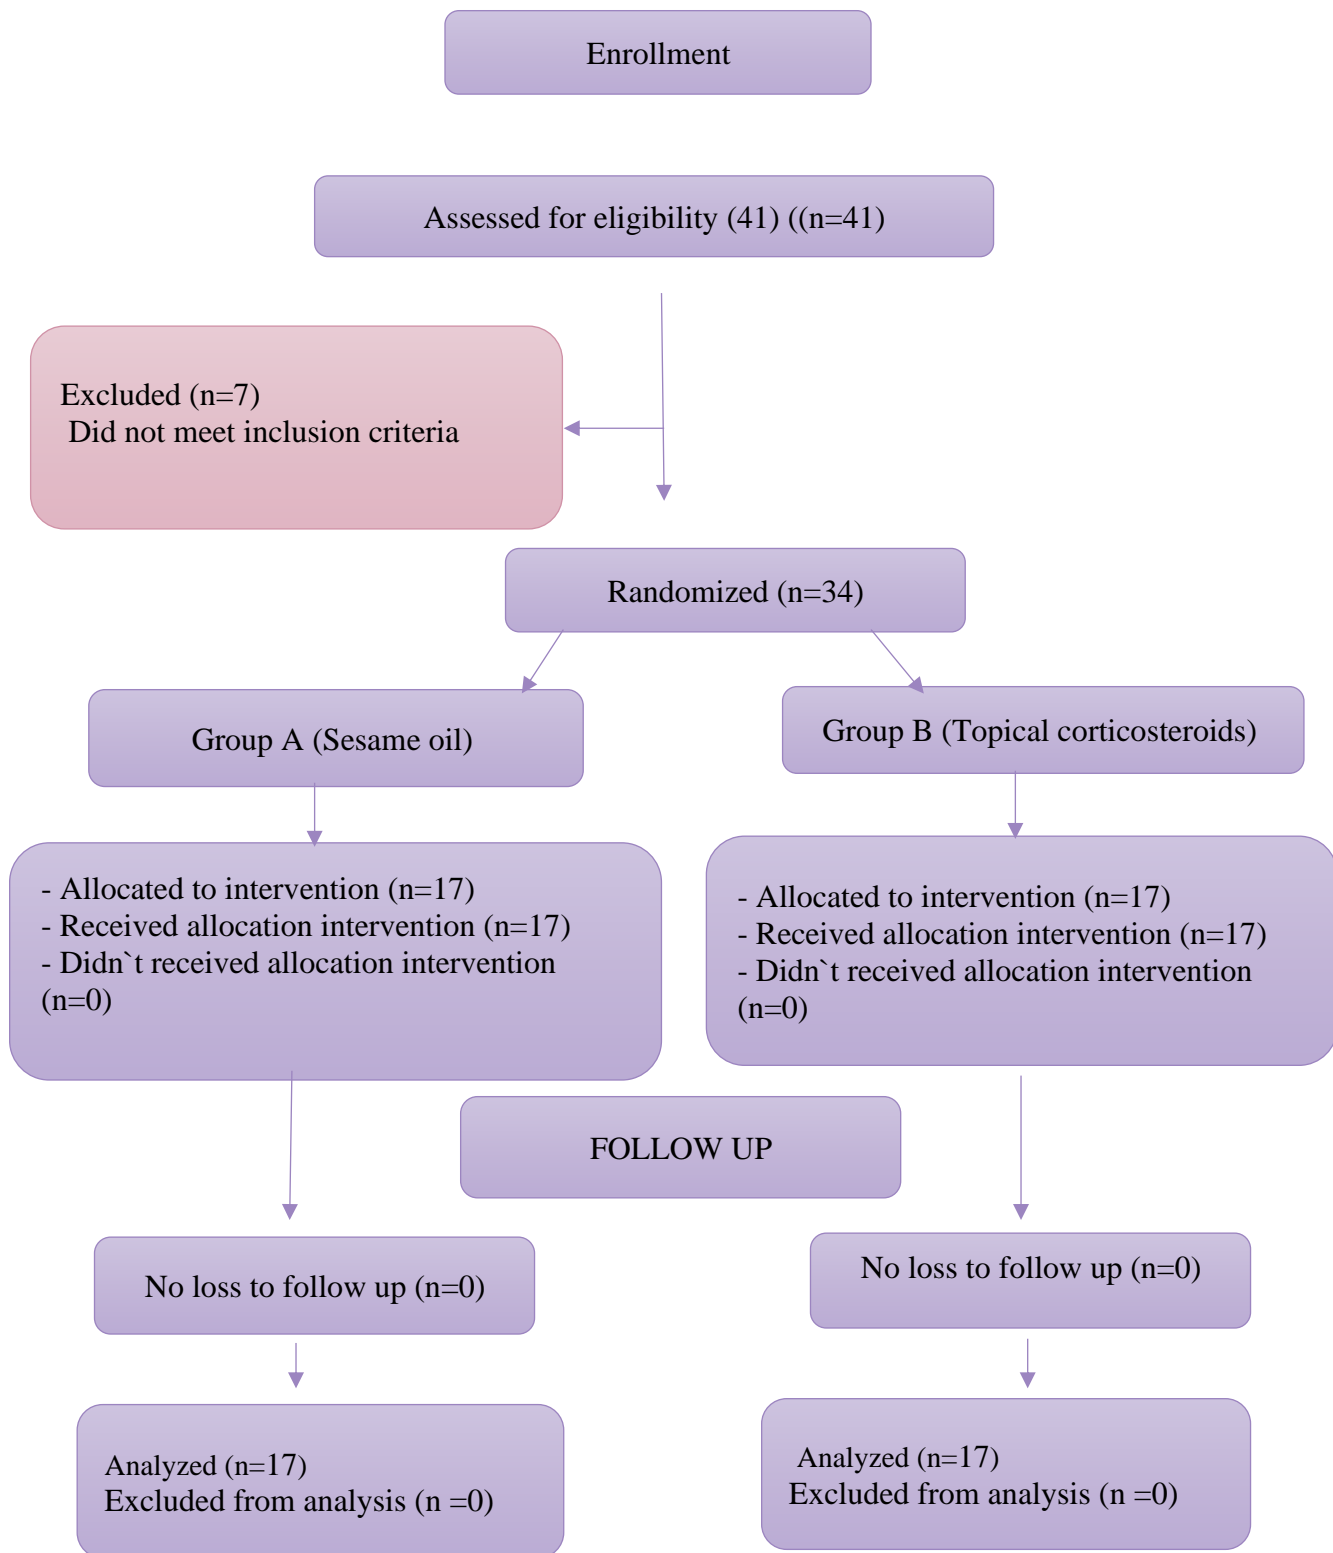 Enrollment
Assessed for eligibility (41) ((n=41)
Excluded (n=7)
Did not meet inclusion criteria
Randomized (n=34)
Group A (Sesame oil)
Group B (Topical corticosteroids)
- Allocated to intervention (n=17)
- Received allocation intervention (n=17)
- Didn`t received allocation intervention
(n=0)
- Allocated to intervention (n=17)
- Received allocation intervention (n=17)
- Didn`t received allocation intervention
(n=0)
FOLLOW UP
No loss to follow up (n=0)
No loss to follow up (n=0)
Analyzed (n=17)
Excluded from analysis (n =0)
Analyzed (n=17)
Excluded from analysis (n =0)